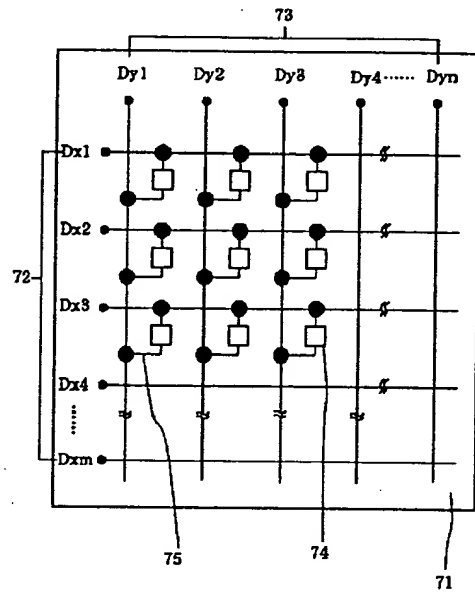 73
Dy1 Dy2 Dy3 Dy4 ...... Dyn
Dx1
Dx2
72
Dx3
Dx4
......
Dxm
75 74 71